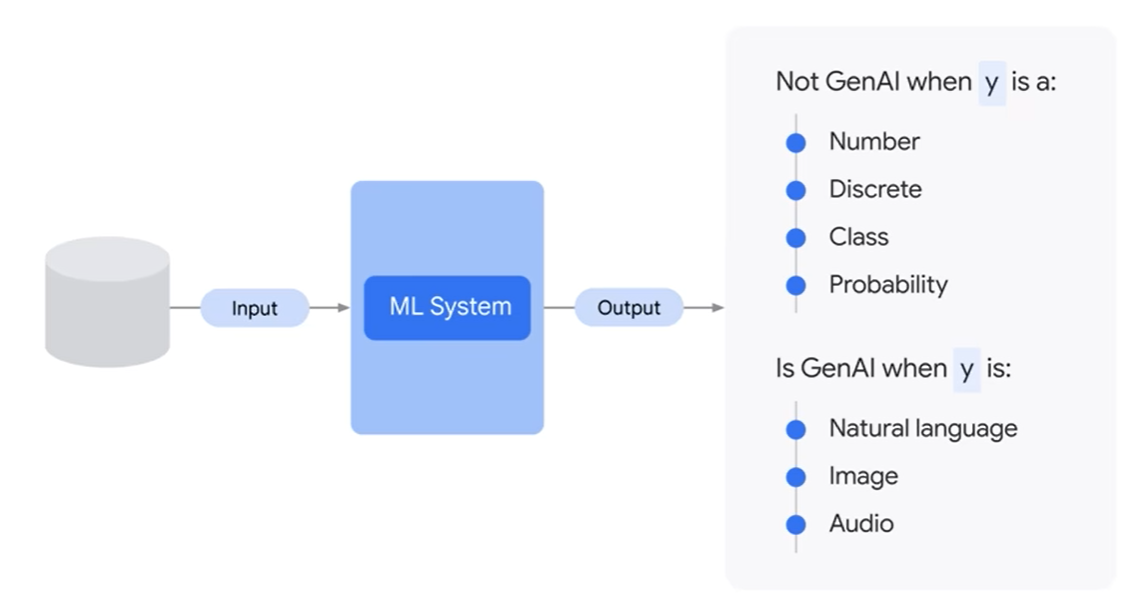 Input
ML System
Output
Not GenAI when y is a:
Number
Discrete
Class
Probability
Is GenAI when y is:
Natural language
Image
Audio